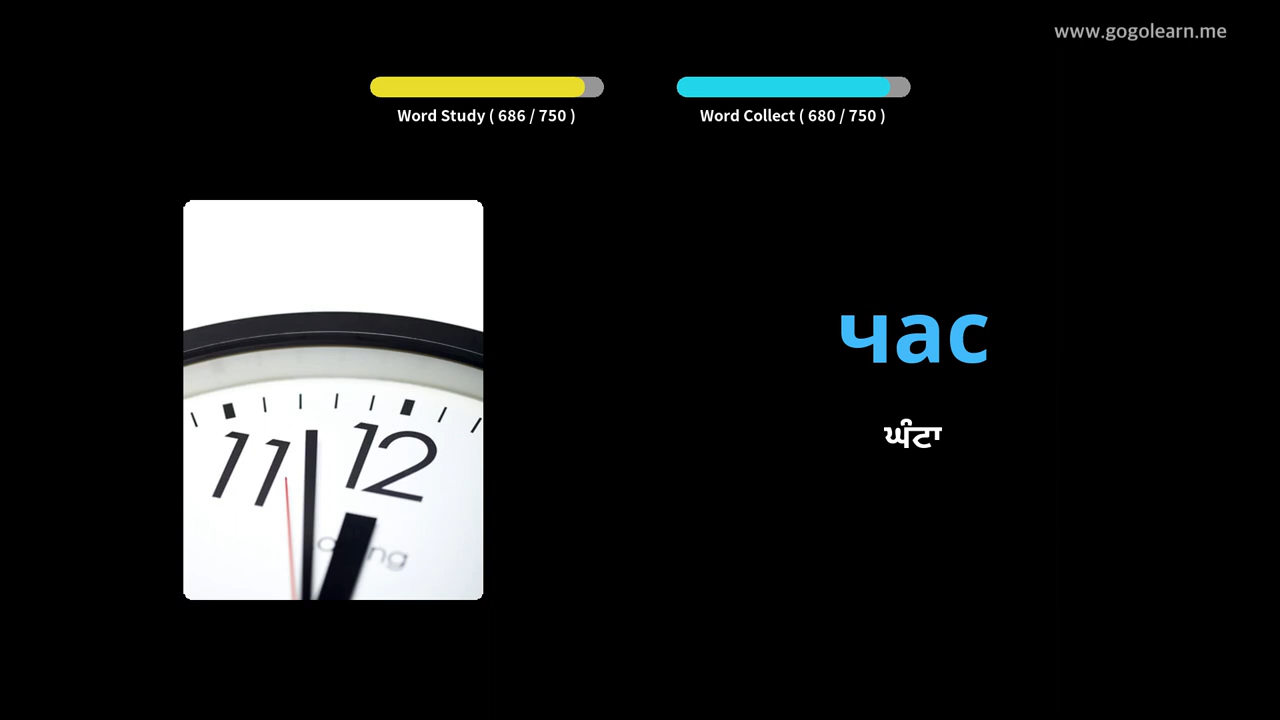 www.gogolearn.me
Word Study ( 686 / 750 )
Word Collect ( 680 / 750 )
час
ਘੰਟਾ
11 12